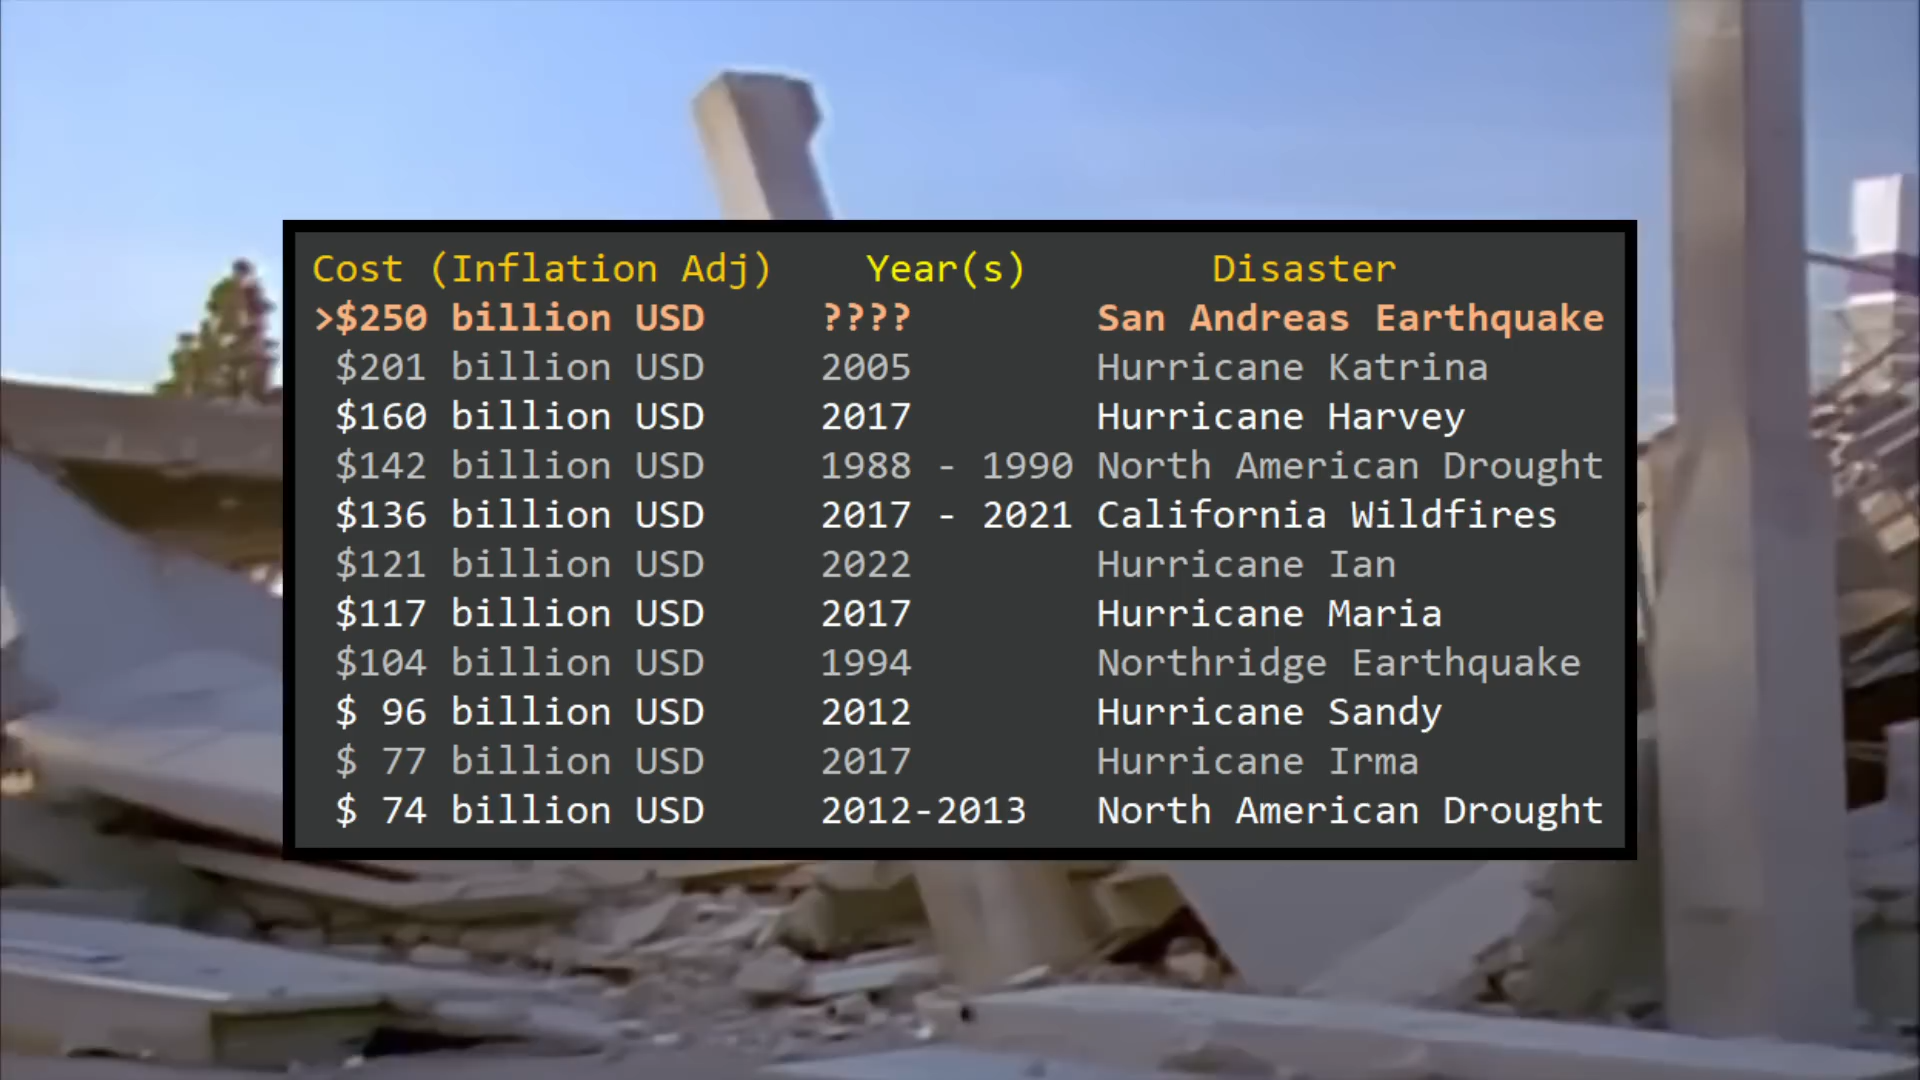 Cost (Inflation Adj) Year(s) Disaster
>$250 billion USD ???? San Andreas Earthquake
$201 billion USD 2005 Hurricane Katrina
$160 billion USD 2017 Hurricane Harvey
$142 billion USD 1988 - 1990 North American Drought
$136 billion USD 2017 - 2021 California Wildfires
$121 billion USD 2022 Hurricane Ian
$117 billion USD 2017 Hurricane Maria
$104 billion USD 1994 Northridge Earthquake
$ 96 billion USD 2012 Hurricane Sandy
$ 77 billion USD 2017 Hurricane Irma
$ 74 billion USD 2012-2013 North American Drought